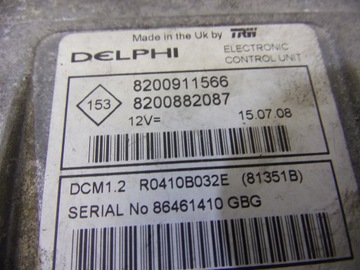 Made in the Uk by TRW
DELPHI
ELECTRONIC
CONTROL UNIT
153
8200911566
8200882087
12V=
15.07.08
DCM1.2 R0410B032E (81351B)
SERIAL No 86461410 GBG